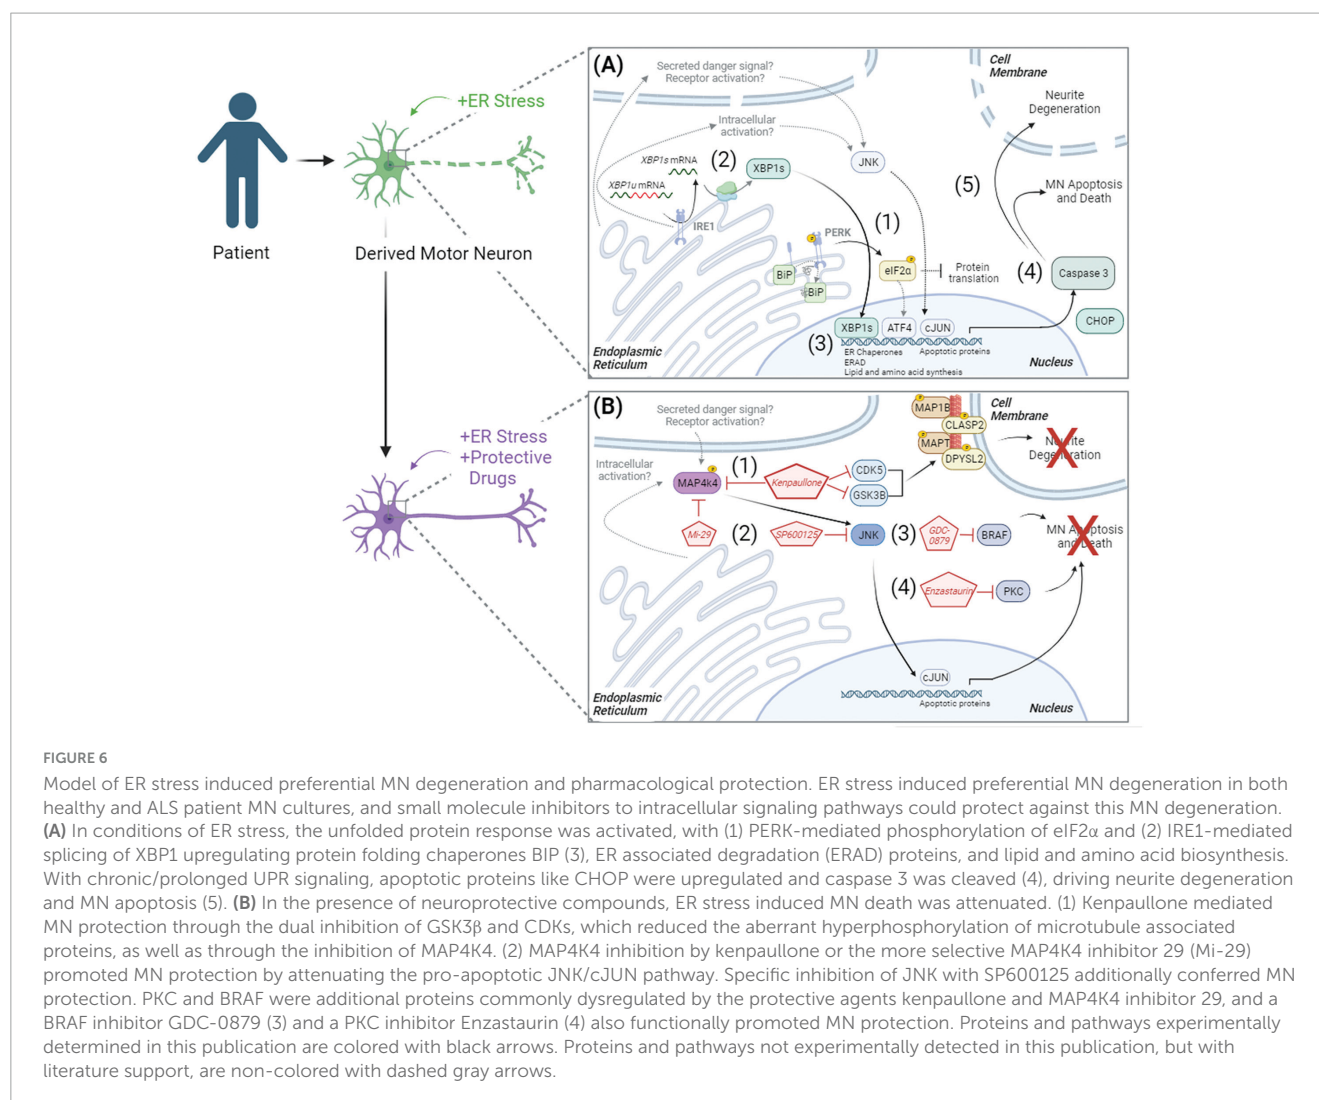 +ER Stress
Patient
Derived Motor Neuron
+ER Stress
+Protective
Drugs
(A)
Secreted danger signal?
Receptor activation?
Cell
Membrane
Neurite
Degeneration
Intracellular
activation?
XBP1s mRNA
(2)
XBP1s
JNK
XBP1u mRNA
(5)
MN Apoptosis
and Death
IRE1
PERK
(1)
P
BiP
BiP
eIF2α
P
Protein
translation
(4)
Caspase 3
CHOP
XBP1s
ATF4
cJUN
(3)
ER Chaperones
ERAD
Lipid and amino acid synthesis
Apoptotic proteins
Endoplasmic
Reticulum
Nucleus
(B)
Secreted danger signal?
Receptor activation?
P
MAP1B
Cell
Membrane
P
CLASP2
P
MAPT
P
DPYSL2
Neurite
Degeneration
Intracellular
activation?
P
MAP4k4
(1)
Kenpaullone
CDK5
GSK3B
Mi-29
(2)
SP600125
JNK
(3)
GDC-
0879
BRAF
MN Apoptosis
and Death
(4)
Enzastaurin
PKC
cJUN
Apoptotic proteins
Endoplasmic
Reticulum
Nucleus
FIGURE 6
Model of ER stress induced preferential MN degeneration and pharmacological protection. ER stress induced preferential MN degeneration in both
healthy and ALS patient MN cultures, and small molecule inhibitors to intracellular signaling pathways could protect against this MN degeneration.
(A) In conditions of ER stress, the unfolded protein response was activated, with (1) PERK-mediated phosphorylation of eIF2α and (2) IRE1-mediated
splicing of XBP1 upregulating protein folding chaperones BIP (3), ER associated degradation (ERAD) proteins, and lipid and amino acid biosynthesis.
With chronic/prolonged UPR signaling, apoptotic proteins like CHOP were upregulated and caspase 3 was cleaved (4), driving neurite degeneration
and MN apoptosis (5). (B) In the presence of neuroprotective compounds, ER stress induced MN death was attenuated. (1) Kenpaullone mediated
MN protection through the dual inhibition of GSK3β and CDKs, which reduced the aberrant hyperphosphorylation of microtubule associated
proteins, as well as through the inhibition of MAP4K4. (2) MAP4K4 inhibition by kenpaullone or the more selective MAP4K4 inhibitor 29 (Mi-29)
promoted MN protection by attenuating the pro-apoptotic JNK/cJUN pathway. Specific inhibition of JNK with SP600125 additionally conferred MN
protection. PKC and BRAF were additional proteins commonly dysregulated by the protective agents kenpaullone and MAP4K4 inhibitor 29, and a
BRAF inhibitor GDC-0879 (3) and a PKC inhibitor Enzastaurin (4) also functionally promoted MN protection. Proteins and pathways experimentally
determined in this publication are colored with black arrows. Proteins and pathways not experimentally detected in this publication, but with
literature support, are non-colored with dashed gray arrows.